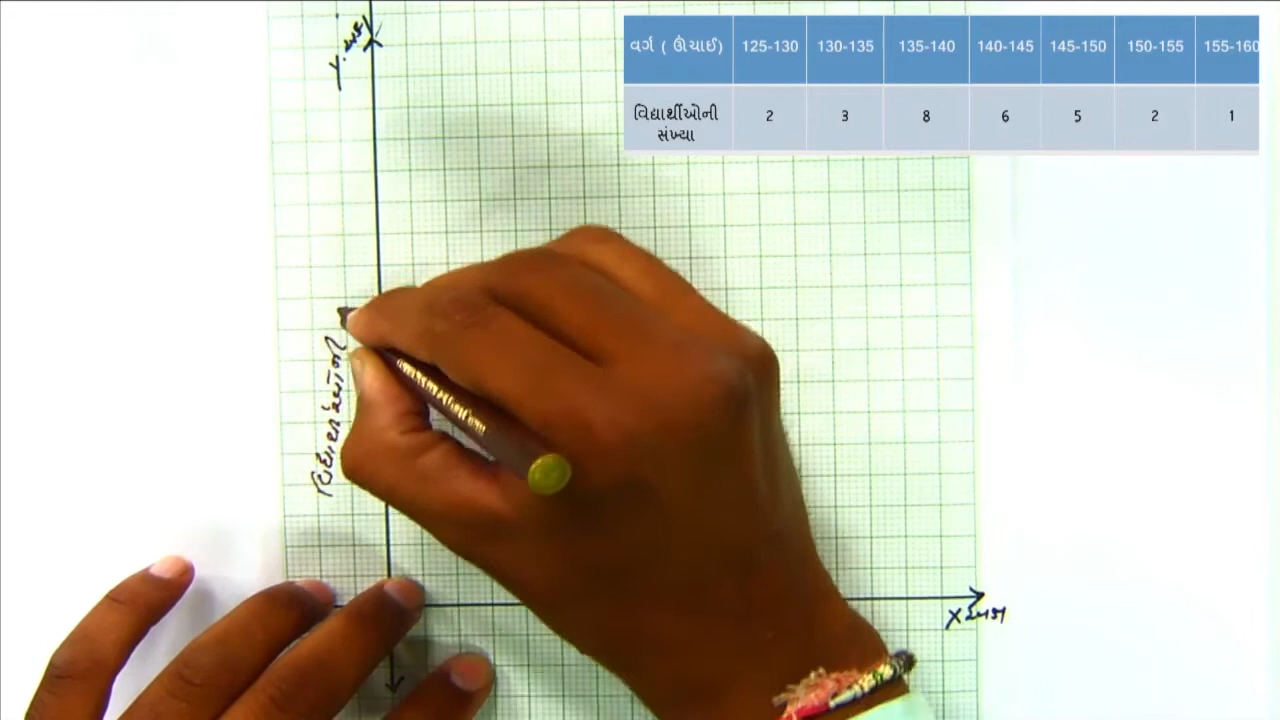 વર્ગ ( ઊંચાઈ) 125-130 130-135 135-140 140-145 145-150 150-155 155-160
વિદ્યાર્થીઓની સંખ્યા 2 3 8 6 5 2 1
Y. અક્ષ
X અક્ષ